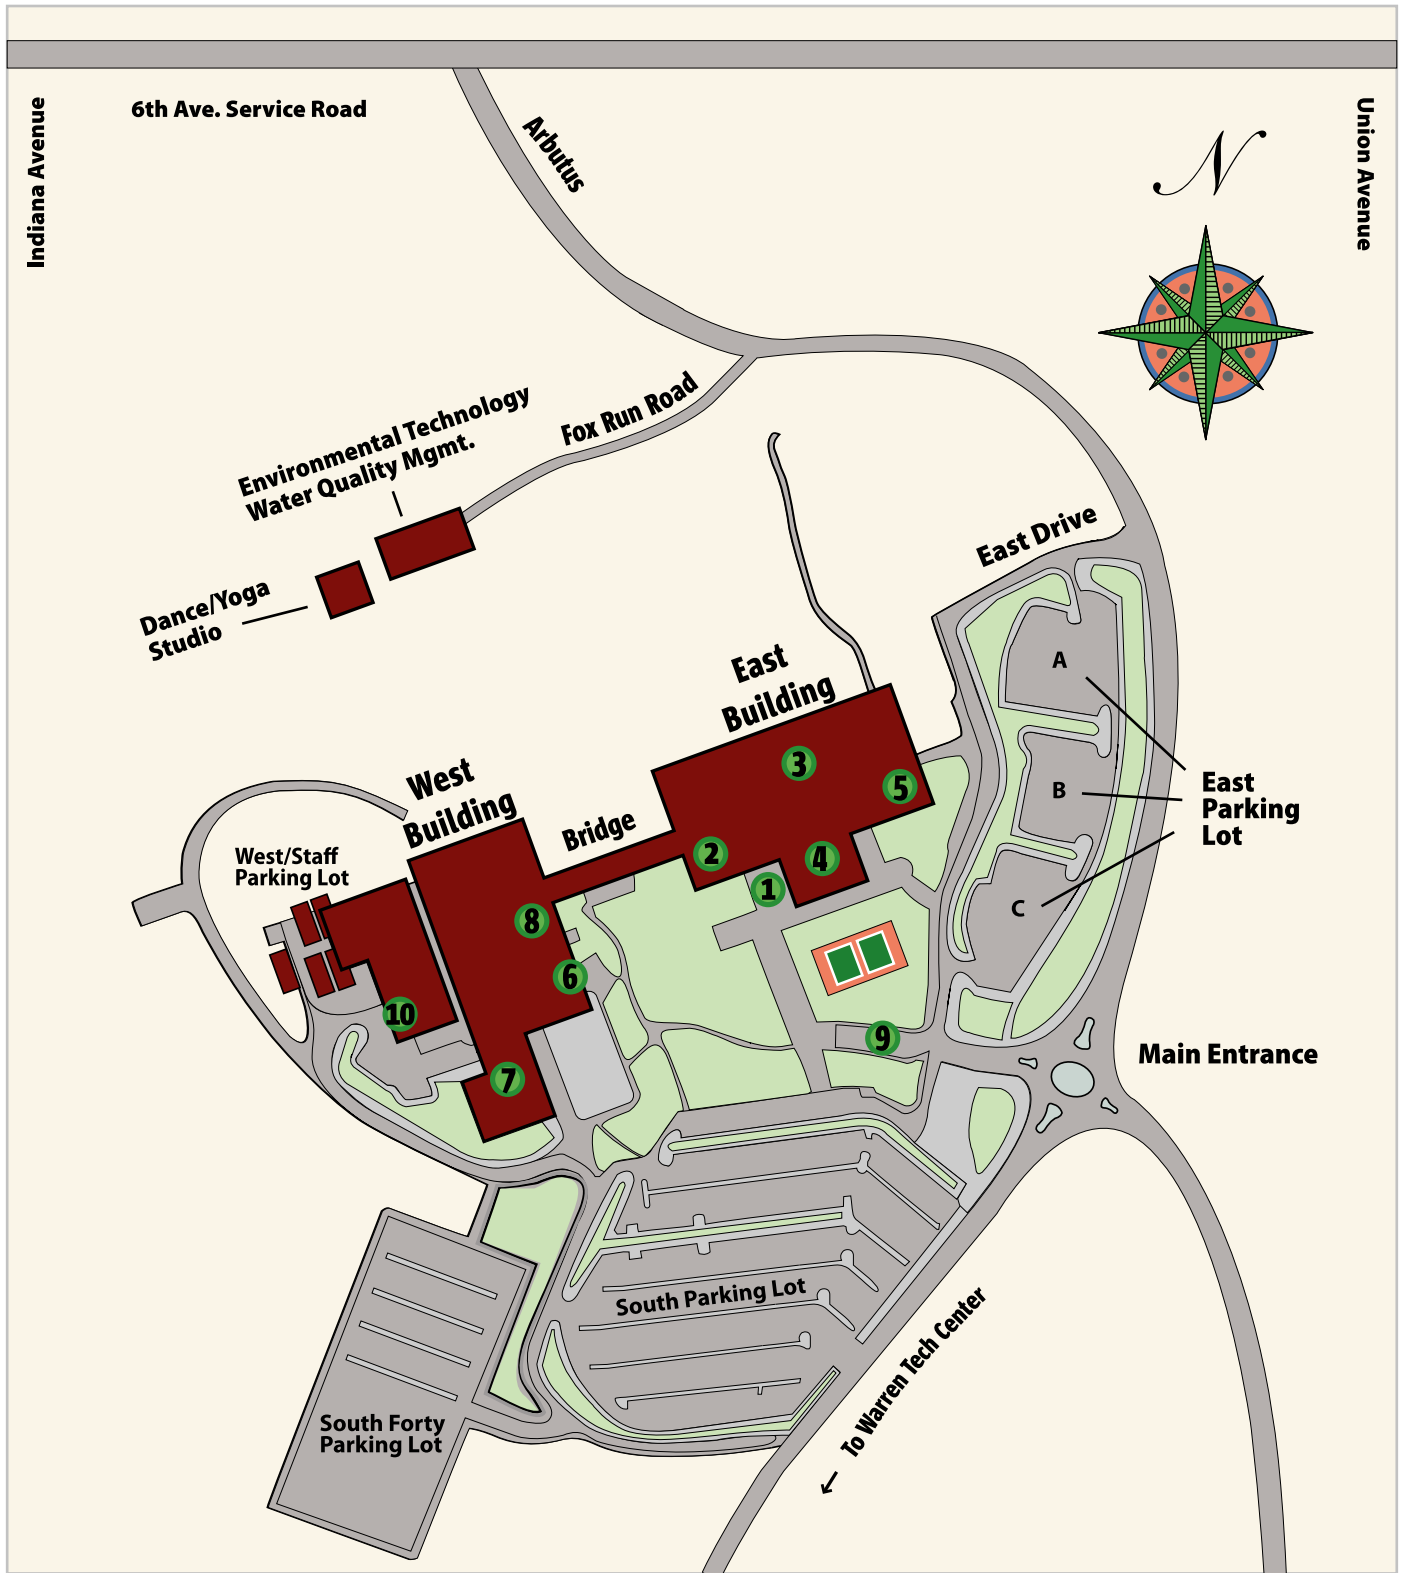 6th Ave. Service Road
Indiana Avenue
Union Avenue
Arbutus
N
Fox Run Road
Environmental Technology
Water Quality Mgmt.
East Drive
Dance/Yoga
Studio
East
Building
A
B
C
East
Parking
Lot
West
Building
Bridge
West/Staff
Parking Lot
3
5
2
4
1
8
6
10
7
9
Main Entrance
South Parking Lot
To Warren Tech Center
South Forty
Parking Lot